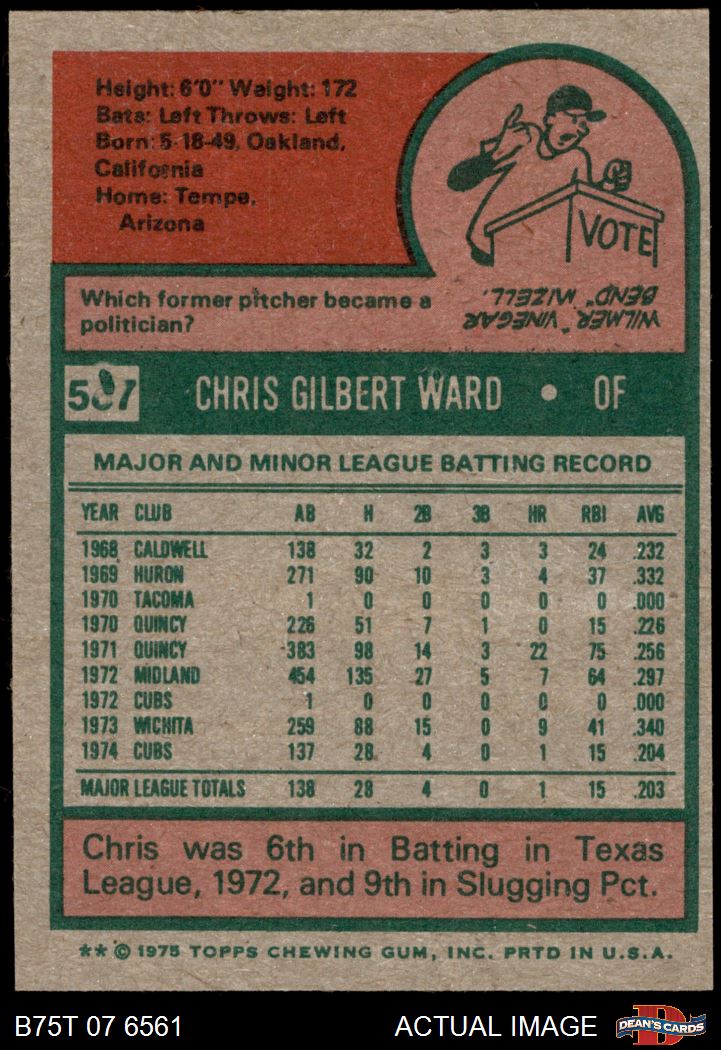 Height: 6'0" Weight: 172
Bats: Left Throws: Left
Born: 5-18-49, Oakland,
California
Home: Tempe,
Arizona
VOTE
Which former pitcher became a
politician?
WILMER "VINEGAR
BEND" MIZELL.
587 CHRIS GILBERT WARD • OF
MAJOR AND MINOR LEAGUE BATTING RECORD
YEAR CLUB AB H 2B 3B HR RBI AVG
1968 CALDWELL 138 32 2 3 3 24 .232
1969 HURON 271 90 10 3 4 37 .332
1970 TACOMA 1 0 0 0 0 0 .000
1970 QUINCY 226 51 7 1 0 15 .226
1971 QUINCY 383 98 14 3 22 75 .256
1972 MIDLAND 454 135 27 5 7 64 .297
1972 CUBS 1 0 0 0 0 0 .000
1973 WICHITA 259 88 15 0 9 41 .340
1974 CUBS 137 28 4 0 1 15 .204
MAJOR LEAGUE TOTALS 138 28 4 0 1 15 .203
Chris was 6th in Batting in Texas
League, 1972, and 9th in Slugging Pct.
** © 1975 TOPPS CHEWING GUM, INC. PRTD IN U.S.A.
B75T 07 6561 ACTUAL IMAGE
D
DEAN'S CARDS